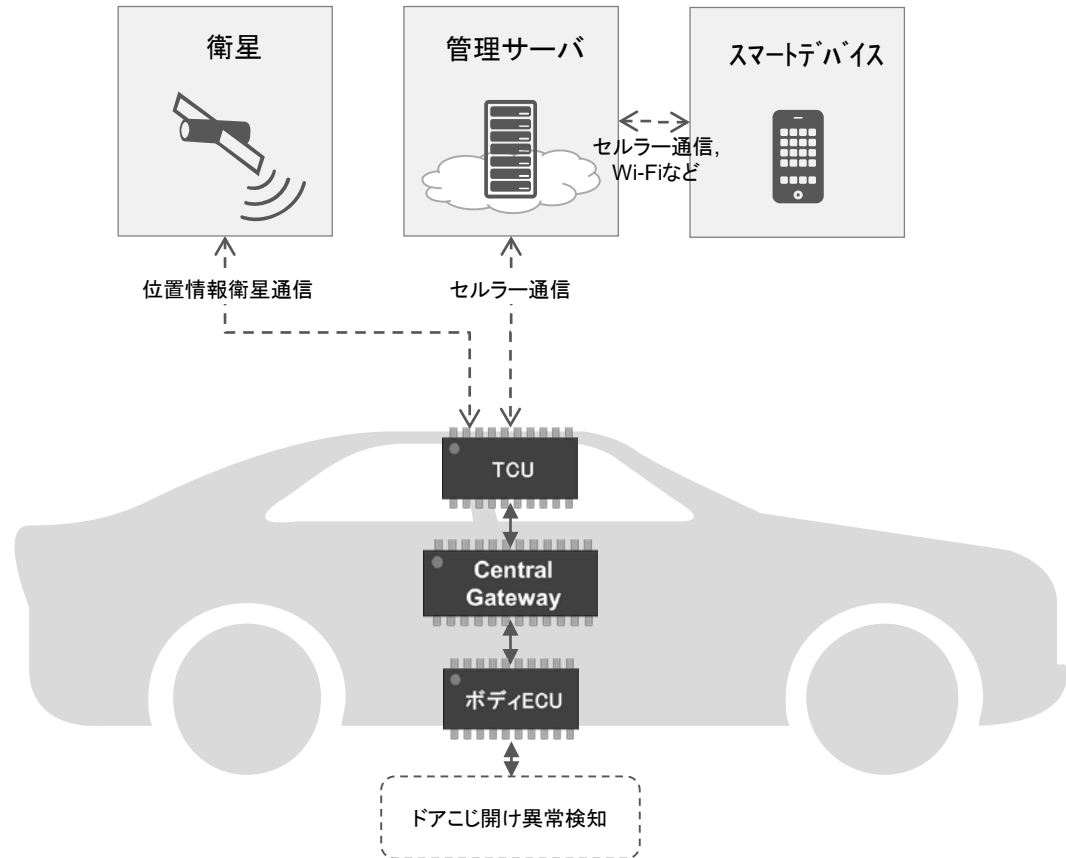 衛星
管理サーバ
スマートデバイス
セルラー通信,
Wi-Fiなど
位置情報衛星通信
セルラー通信
TCU
Central
Gateway
ボディECU
ドアこじ開け異常検知